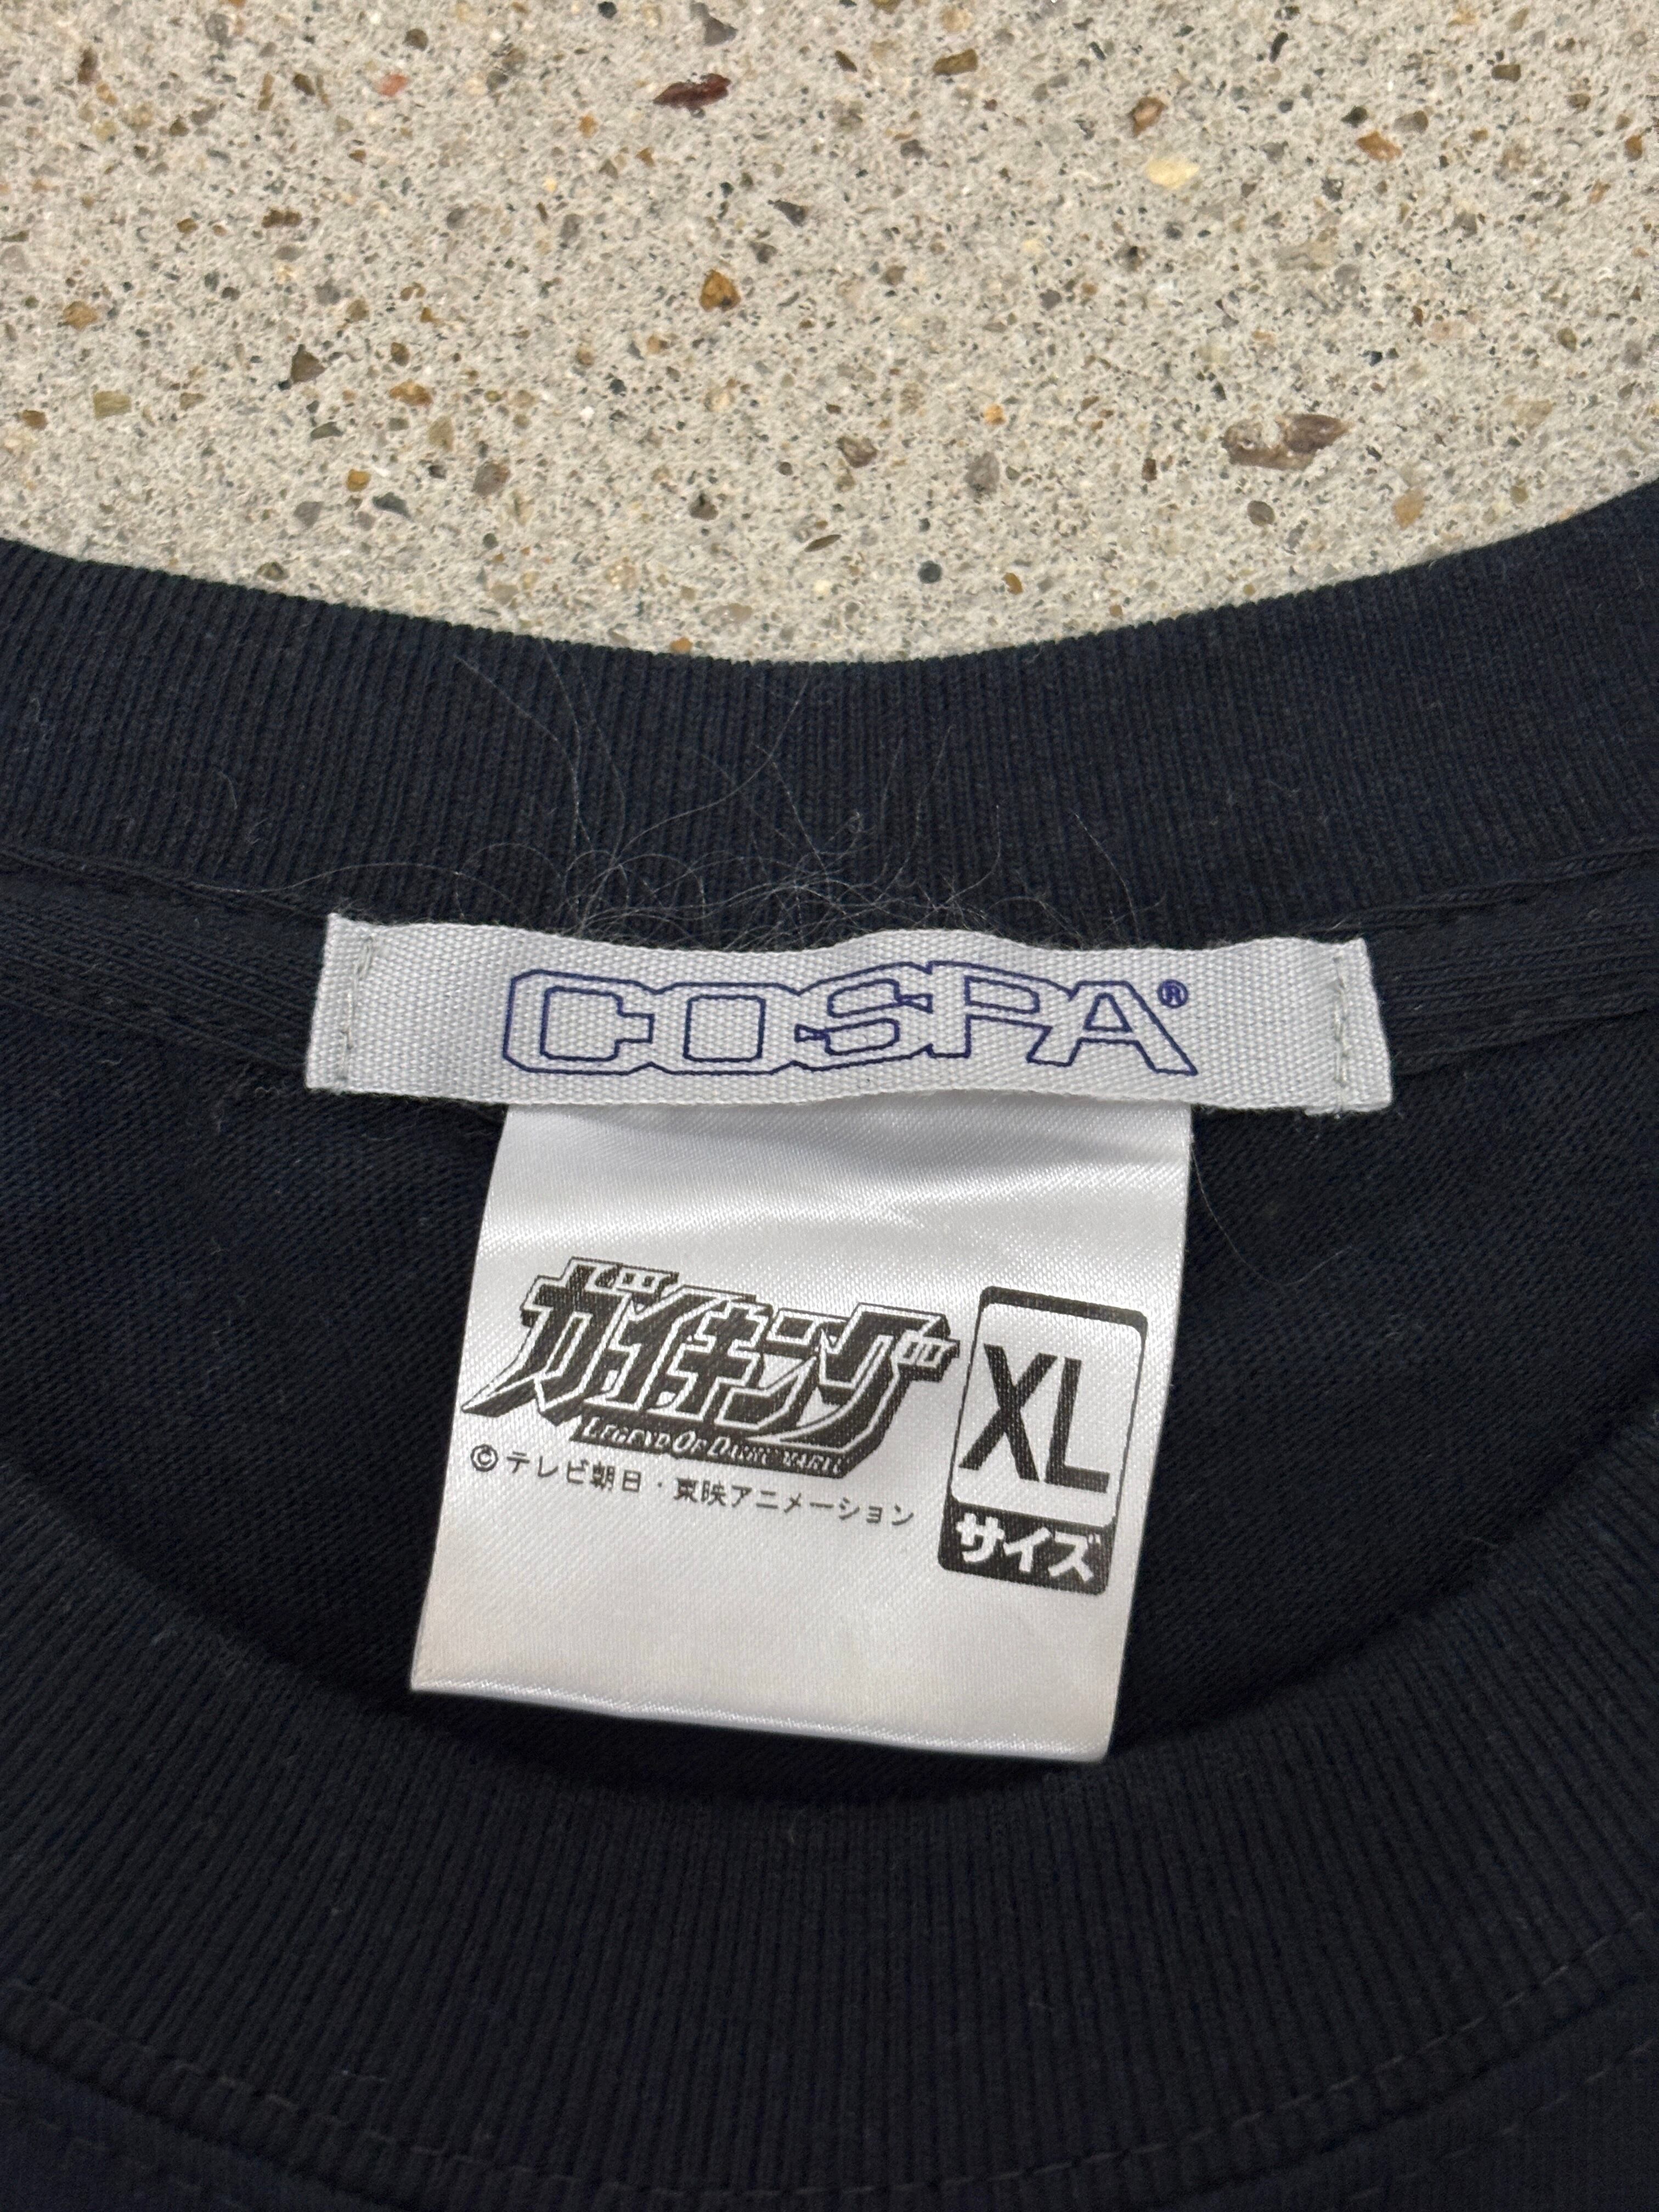 COSPA®
ガイキング
LEGEND OF DAIKU-MARYU
©テレビ朝日・東映アニメーション
XL
サイズ